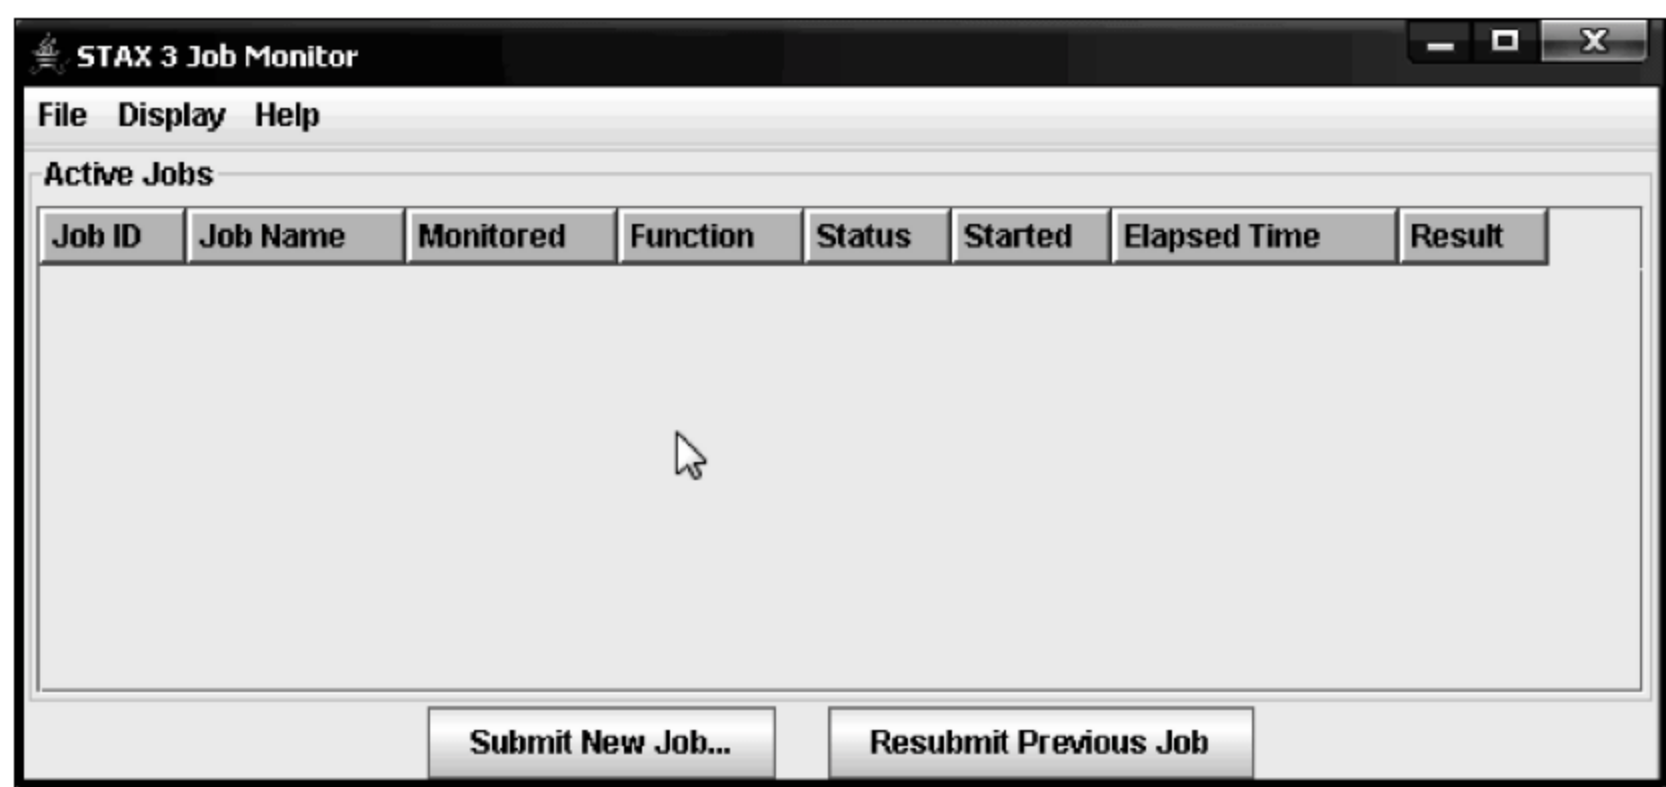 STAX 3 Job Monitor
File Display Help
Active Jobs
Job ID Job Name Monitored Function Status Started Elapsed Time Result
Submit New Job... Resubmit Previous Job